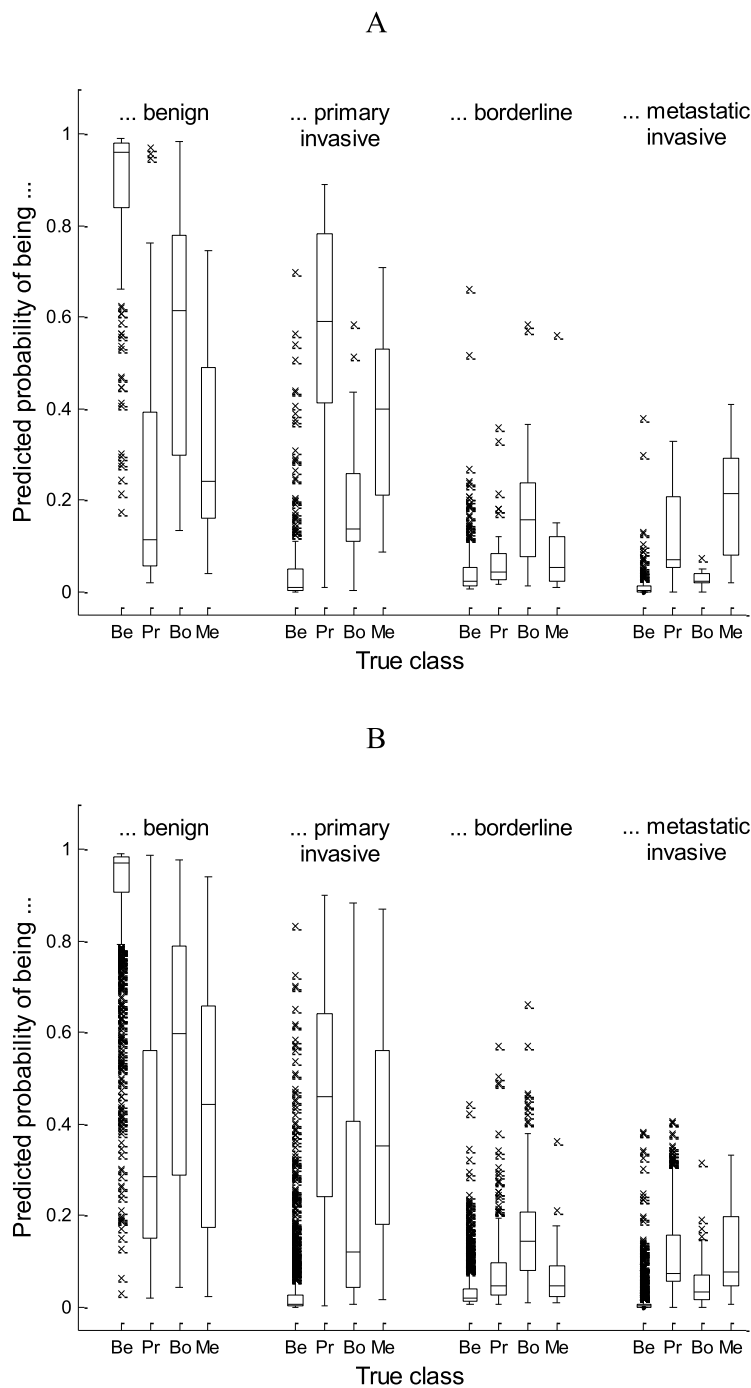 A
... benign
... primary
invasive
... borderline
... metastatic
invasive
Predicted probability of being ...
1
0.8
0.6
0.4
0.2
0
Be Pr Bo Me
Be Pr Bo Me
Be Pr Bo Me
Be Pr Bo Me
True class
B
... benign
... primary
invasive
... borderline
... metastatic
invasive
Predicted probability of being ...
1
0.8
0.6
0.4
0.2
0
Be Pr Bo Me
Be Pr Bo Me
Be Pr Bo Me
Be Pr Bo Me
True class